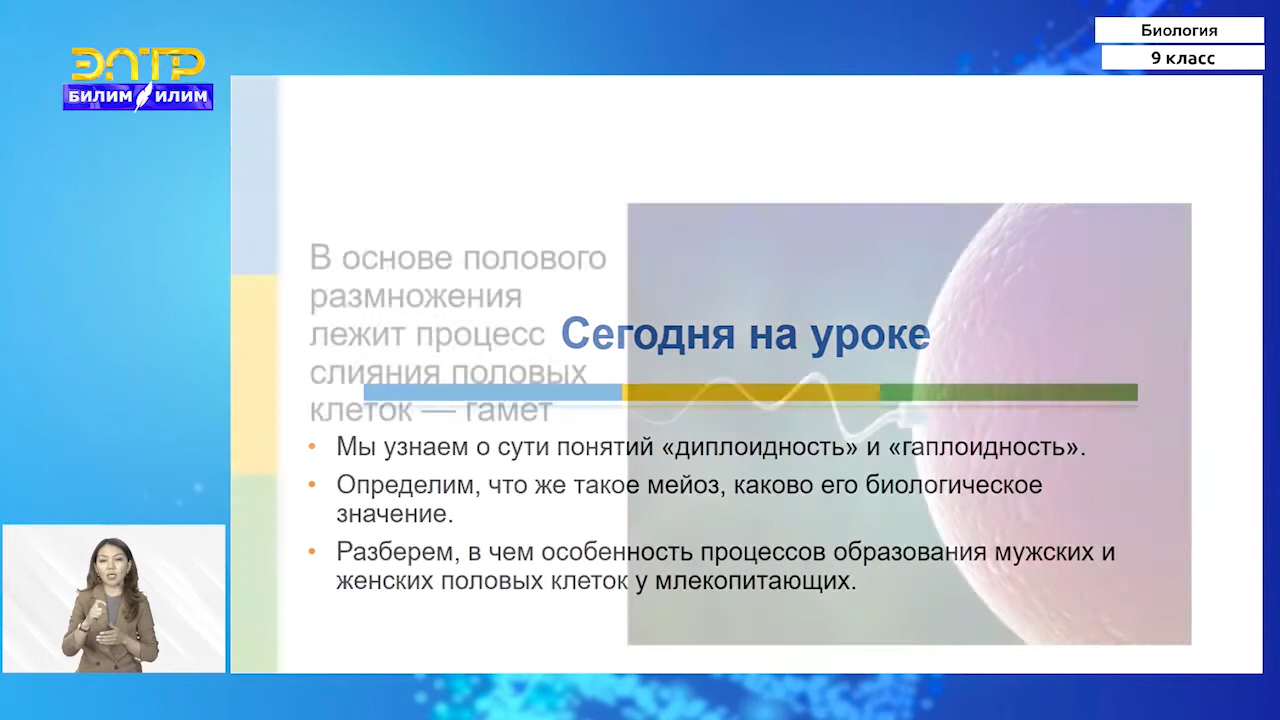 ЭЛТР
БИЛИМ ИЛИМ
Биология
9 класс
В основе полового
размножения
лежит процесс
слияния половых
клеток — гамет
Сегодня на уроке
• Мы узнаем о сути понятий «диплоидность» и «гаплоидность».
• Определим, что же такое мейоз, каково его биологическое
значение.
• Разберем, в чем особенность процессов образования мужских и
женских половых клеток у млекопитающих.